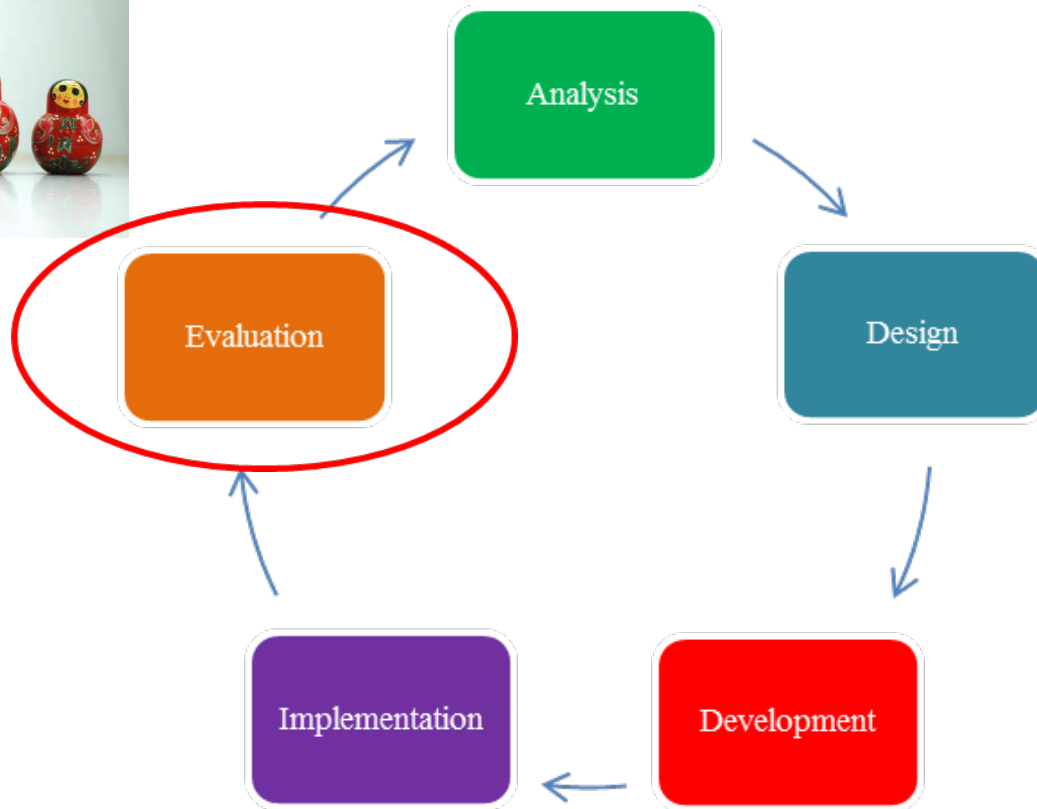 Analysis
Evaluation
Design
Implementation
Development